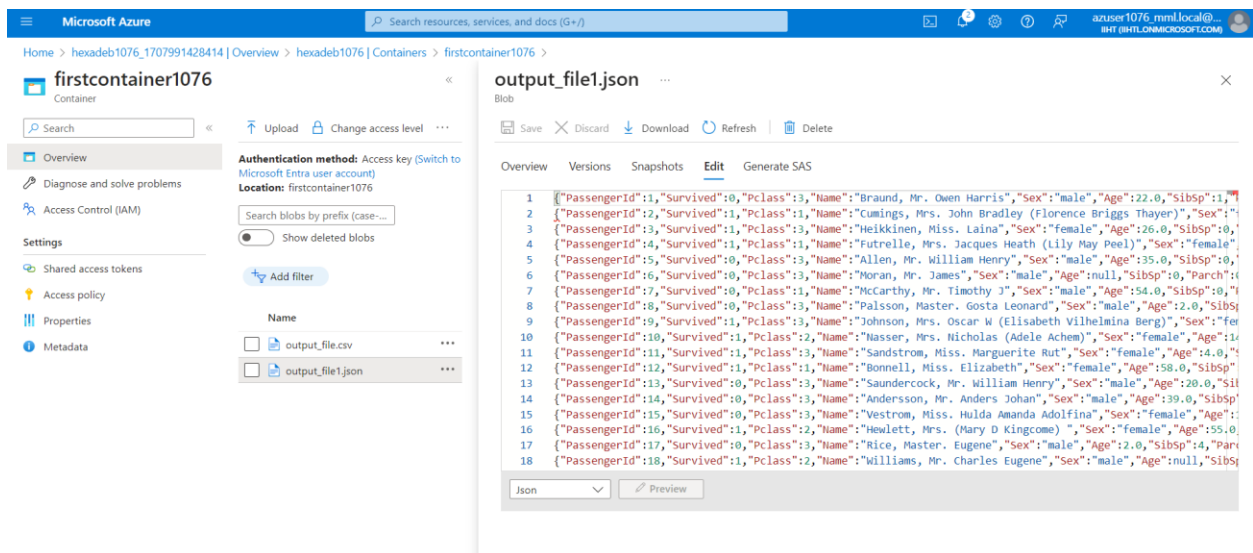 Microsoft Azure
Search resources, services, and docs (G+/)
2
azuser1076_mml.local@...
IIHT (IIHTL.ONMICROSOFT.COM)
Home > hexadeb1076_1707991428414 | Overview > hexadeb1076 | Containers > firstcontainer1076 >
firstcontainer1076
Container
Search
Overview
Diagnose and solve problems
Access Control (IAM)
Settings
Shared access tokens
Access policy
Properties
Metadata
Upload Change access level ...
Authentication method: Access key (Switch to
Microsoft Entra user account)
Location: firstcontainer1076
Search blobs by prefix (case-...
Show deleted blobs
Add filter
Name
output_file.csv ...
output_file1.json ...
output_file1.json ...
Blob
Save Discard Download Refresh Delete
Overview Versions Snapshots Edit Generate SAS
1 {"PassengerId":1,"Survived":0,"Pclass":3,"Name":"Braund, Mr. Owen Harris","Sex":"male","Age":22.0,"SibSp":1,"
2 {"PassengerId":2,"Survived":1,"Pclass":1,"Name":"Cumings, Mrs. John Bradley (Florence Briggs Thayer)","Sex":"
3 {"PassengerId":3,"Survived":1,"Pclass":3,"Name":"Heikkinen, Miss. Laina","Sex":"female","Age":26.0,"SibSp":0,"
4 {"PassengerId":4,"Survived":1,"Pclass":1,"Name":"Futrelle, Mrs. Jacques Heath (Lily May Peel)","Sex":"female",
5 {"PassengerId":5,"Survived":0,"Pclass":3,"Name":"Allen, Mr. William Henry","Sex":"male","Age":35.0,"SibSp":0,"
6 {"PassengerId":6,"Survived":0,"Pclass":3,"Name":"Moran, Mr. James","Sex":"male","Age":null,"SibSp":0,"Parch":
7 {"PassengerId":7,"Survived":0,"Pclass":1,"Name":"McCarthy, Mr. Timothy J","Sex":"male","Age":54.0,"SibSp":0,"
8 {"PassengerId":8,"Survived":0,"Pclass":3,"Name":"Palsson, Master. Gosta Leonard","Sex":"male","Age":2.0,"SibSp
9 {"PassengerId":9,"Survived":1,"Pclass":3,"Name":"Johnson, Mrs. Oscar W (Elisabeth Vilhelmina Berg)","Sex":"fem
10 {"PassengerId":10,"Survived":1,"Pclass":2,"Name":"Nasser, Mrs. Nicholas (Adele Achem)","Sex":"female","Age":14
11 {"PassengerId":11,"Survived":1,"Pclass":3,"Name":"Sandstrom, Miss. Marguerite Rut","Sex":"female","Age":4.0,"S
12 {"PassengerId":12,"Survived":1,"Pclass":1,"Name":"Bonnell, Miss. Elizabeth","Sex":"female","Age":58.0,"SibSp"
13 {"PassengerId":13,"Survived":0,"Pclass":3,"Name":"Saundercock, Mr. William Henry","Sex":"male","Age":20.0,"Sib
14 {"PassengerId":14,"Survived":0,"Pclass":3,"Name":"Andersson, Mr. Anders Johan","Sex":"male","Age":39.0,"SibSp"
15 {"PassengerId":15,"Survived":0,"Pclass":3,"Name":"Vestrom, Miss. Hulda Amanda Adolfina","Sex":"female","Age":
16 {"PassengerId":16,"Survived":1,"Pclass":2,"Name":"Hewlett, Mrs. (Mary D Kingcome) ","Sex":"female","Age":55.0,
17 {"PassengerId":17,"Survived":0,"Pclass":3,"Name":"Rice, Master. Eugene","Sex":"male","Age":2.0,"SibSp":4,"Parc
18 {"PassengerId":18,"Survived":1,"Pclass":2,"Name":"Williams, Mr. Charles Eugene","Sex":"male","Age":null,"SibSp
Json Preview